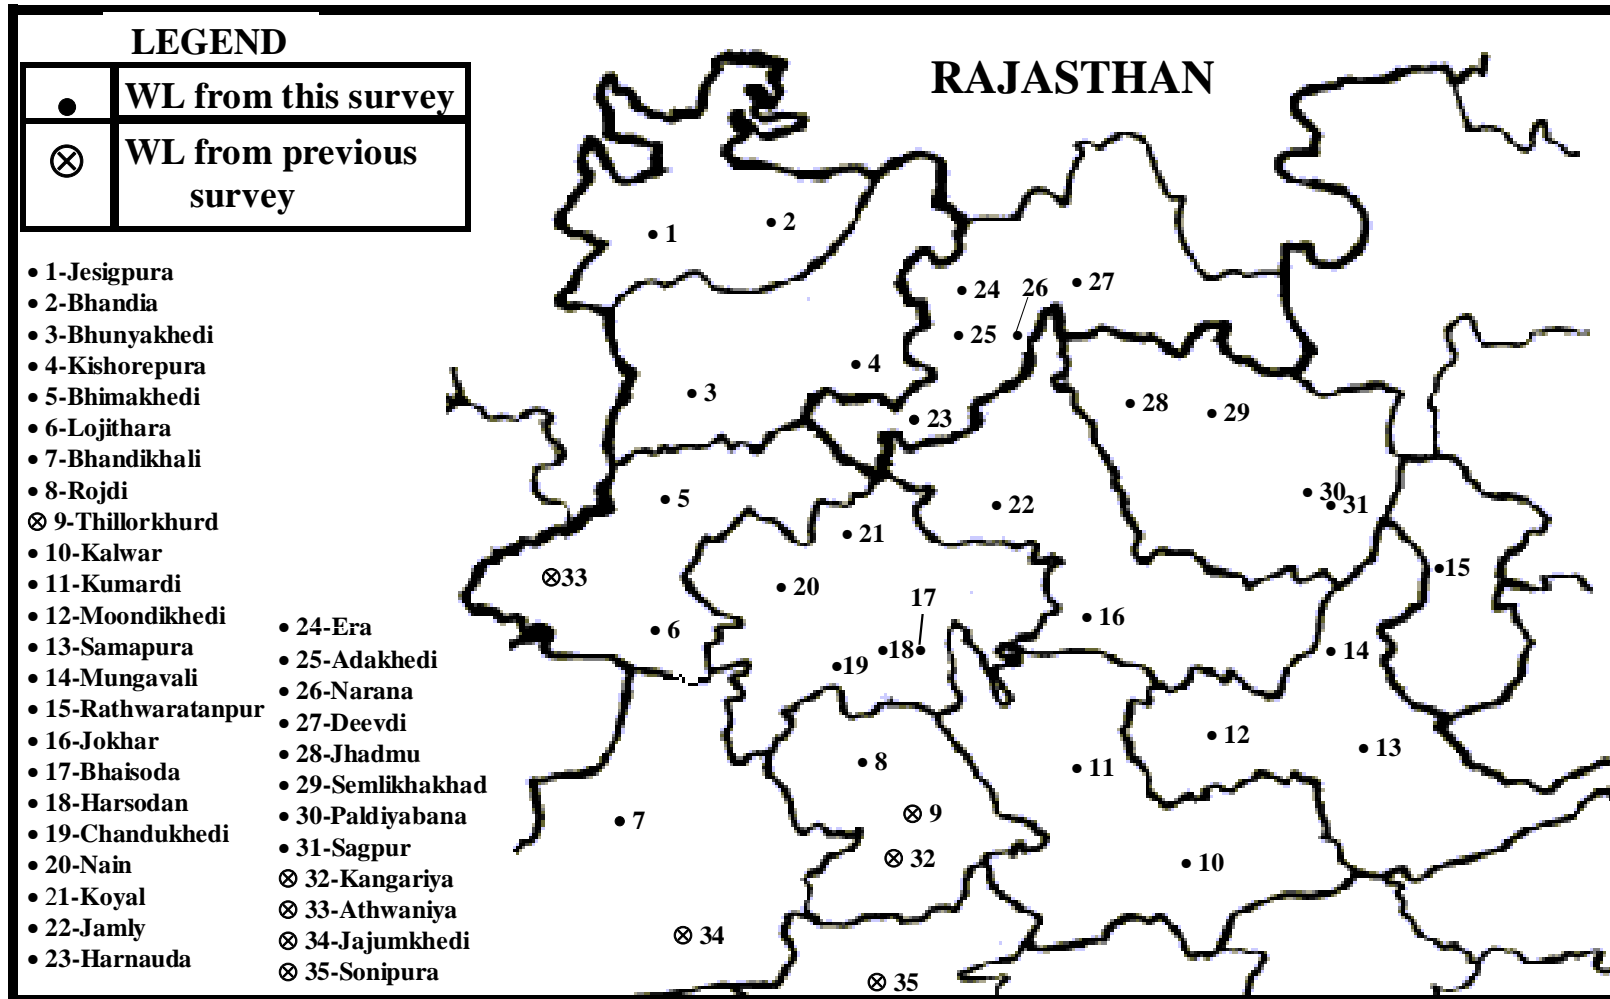 LEGEND
● WL from this survey
⊗ WL from previous
survey
RAJASTHAN
• 1-Jesigpura
• 2-Bhandia
• 3-Bhunyakhedi
• 4-Kishorepura
• 5-Bhimakhedi
• 6-Lojithara
• 7-Bhandikhali
• 8-Rojdi
⊗ 9-Thillorkhurd
• 10-Kalwar
• 11-Kumardi
• 12-Moondikhedi
• 13-Samapura
• 14-Mungavali
• 15-Rathwaratanpur
• 16-Jokhar
• 17-Bhaisoda
• 18-Harsodan
• 19-Chandukhedi
• 20-Nain
• 21-Koyal
• 22-Jamly
• 23-Harnauda
• 24-Era
• 25-Adakhedi
• 26-Narana
• 27-Deevdi
• 28-Jhadmu
• 29-Semlikhakhad
• 30-Paldiyabana
• 31-Sagpur
⊗ 32-Kangariya
⊗ 33-Athwaniya
⊗ 34-Jajumkhedi
⊗ 35-Sonipura
1
2
24
26
27
25
4
3
23
28
29
5
22
30
31
21
33
20
15
17
16
6
18
19
14
12
13
8
11
9
7
32
10
34
35